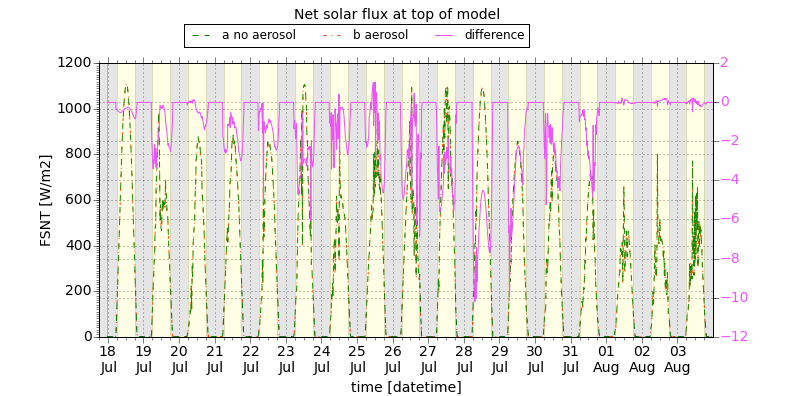 Net solar flux at top of model
a no aerosol b aerosol difference
FSNT [W/m2]
1200
1000
800
600
400
200
0
2
0
−2
−4
−6
−8
−10
−12
18 19 20 21 22 23 24 25 26 27 28 29 30 31 01 02 03
Jul Jul Jul Jul Jul Jul Jul Jul Jul Jul Jul Jul Jul Jul Aug Aug Aug
time [datetime]